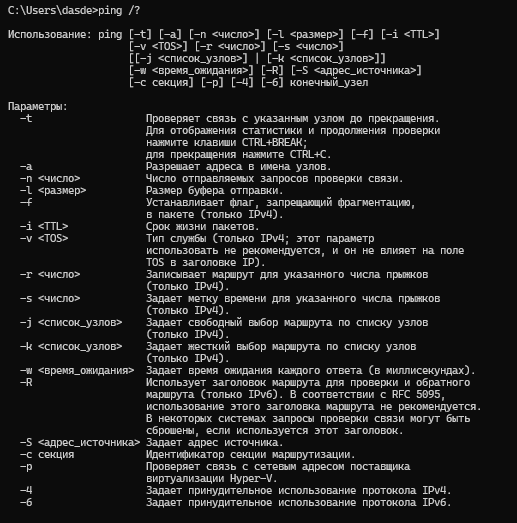 C:\Users\dasde>ping /?
Использование: ping [-t] [-a] [-n <число>] [-l <размер>] [-f] [-i <TTL>]
[-v <TOS>] [-r <число>] [-s <число>]
[[-j <список_узлов>] | [-k <список_узлов>]]
[-w <время_ожидания>] [-R] [-S <адрес_источника>]
[-c секция] [-p] [-4] [-6] конечный_узел
Параметры:
-t Проверяет связь с указанным узлом до прекращения.
Для отображения статистики и продолжения проверки
нажмите клавиши CTRL+BREAK;
для прекращения нажмите CTRL+C.
-a Разрешает адреса в имена узлов.
-n <число> Число отправляемых запросов проверки связи.
-l <размер> Размер буфера отправки.
-f Устанавливает флаг, запрещающий фрагментацию,
в пакете (только IPv4).
-i <TTL> Срок жизни пакетов.
-v <TOS> Тип службы (только IPv4; этот параметр
использовать не рекомендуется, и он не влияет на поле
TOS в заголовке IP).
-r <число> Записывает маршрут для указанного числа прыжков
(только IPv4).
-s <число> Задает метку времени для указанного числа прыжков
(только IPv4).
-j <список_узлов> Задает свободный выбор маршрута по списку узлов
(только IPv4).
-k <список_узлов> Задает жесткий выбор маршрута по списку узлов
(только IPv4).
-w <время_ожидания> Задает время ожидания каждого ответа (в миллисекундах).
-R Использует заголовок маршрута для проверки и обратного
маршрута (только IPv6). В соответствии с RFC 5095,
использование этого заголовка маршрута не рекомендуется.
В некоторых системах запросы проверки связи могут быть
сброшены, если используется этот заголовок.
-S <адрес_источника> Задает адрес источника.
-c секция Идентификатор секции маршрутизации.
-p Проверяет связь с сетевым адресом поставщика
виртуализации Hyper-V.
-4 Задает принудительное использование протокола IPv4.
-6 Задает принудительное использование протокола IPv6.